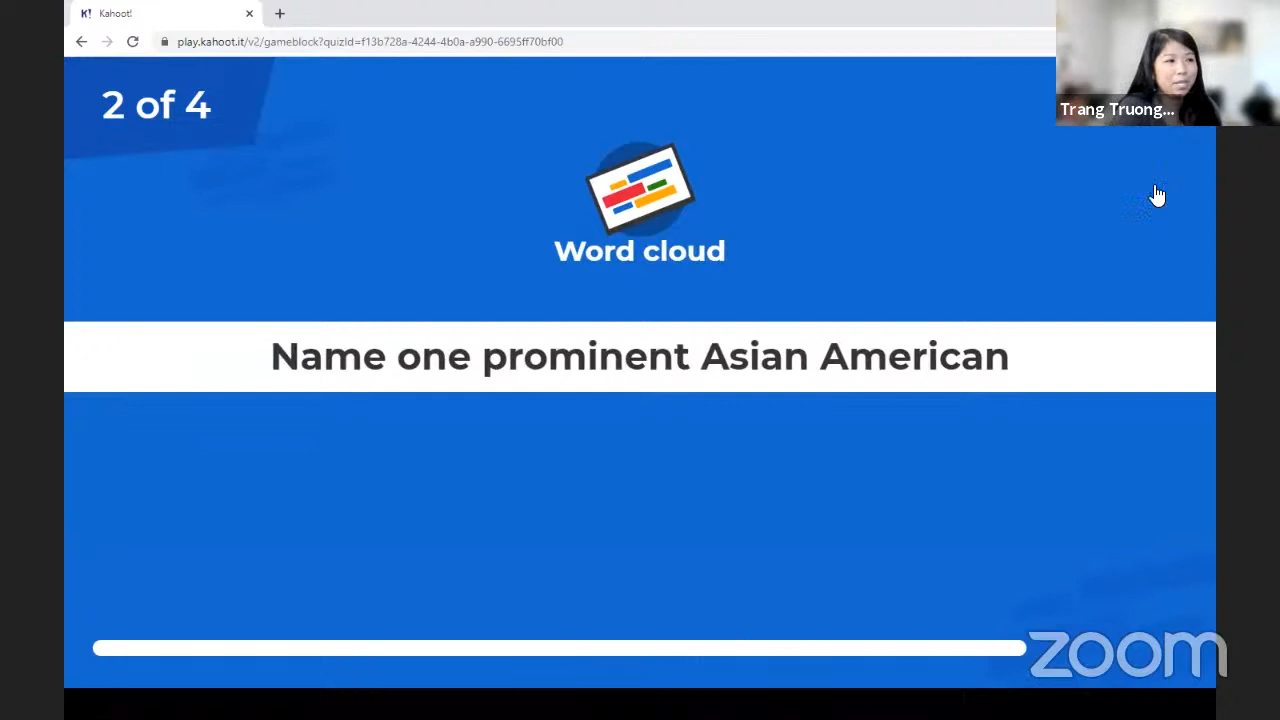 K! Kahoot!
play.kahoot.it/v2/gameblock?quizId=f13b728a-4244-4b0a-a990-6695ff70bf00
Trang Truong...
2 of 4
Word cloud
Name one prominent Asian American
zoom